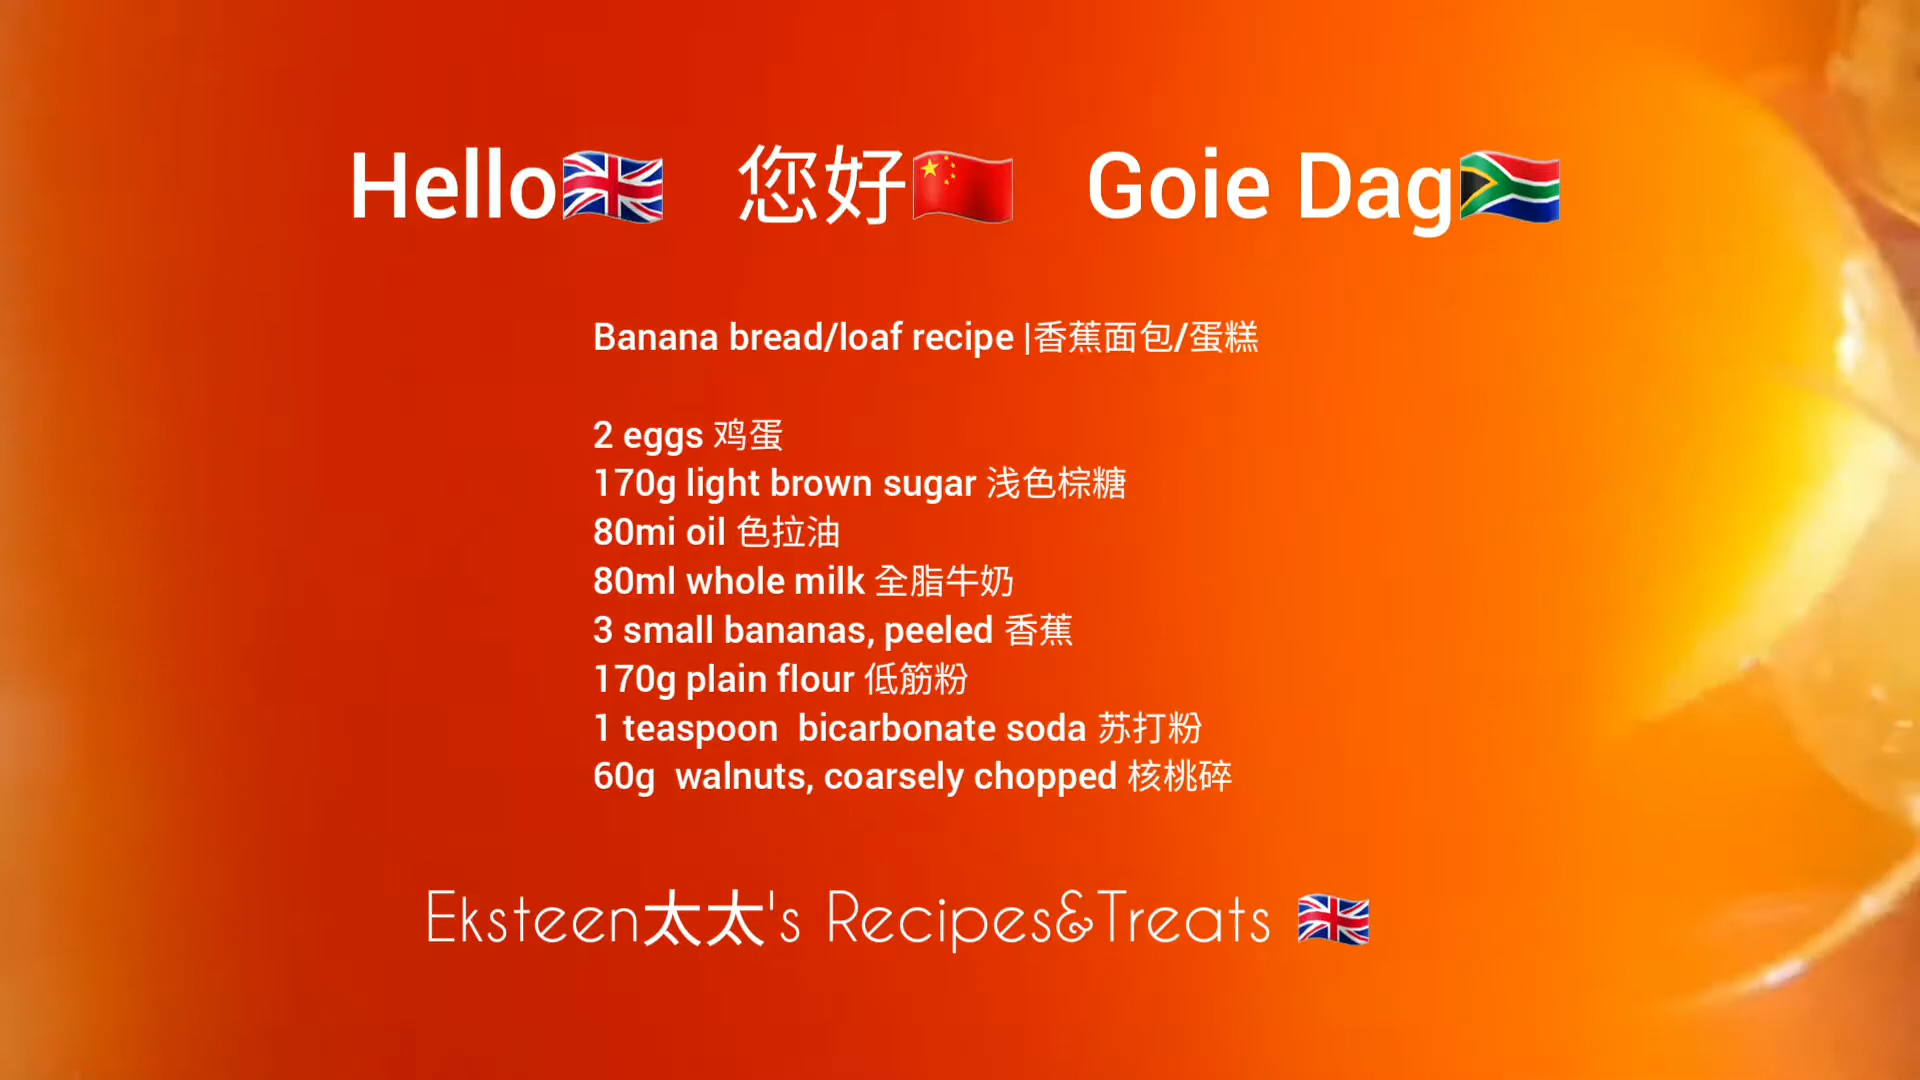 Hello🇬🇧 您好🇨🇳 Goie Dag🇿🇦
Banana bread/loaf recipe |香蕉面包/蛋糕
2 eggs 鸡蛋
170g light brown sugar 浅色棕糖
80mi oil 色拉油
80ml whole milk 全脂牛奶
3 small bananas, peeled 香蕉
170g plain flour 低筋粉
1 teaspoon  bicarbonate soda 苏打粉
60g  walnuts, coarsely chopped 核桃碎
Eksteen太太's Recipes&Treats 🇬🇧